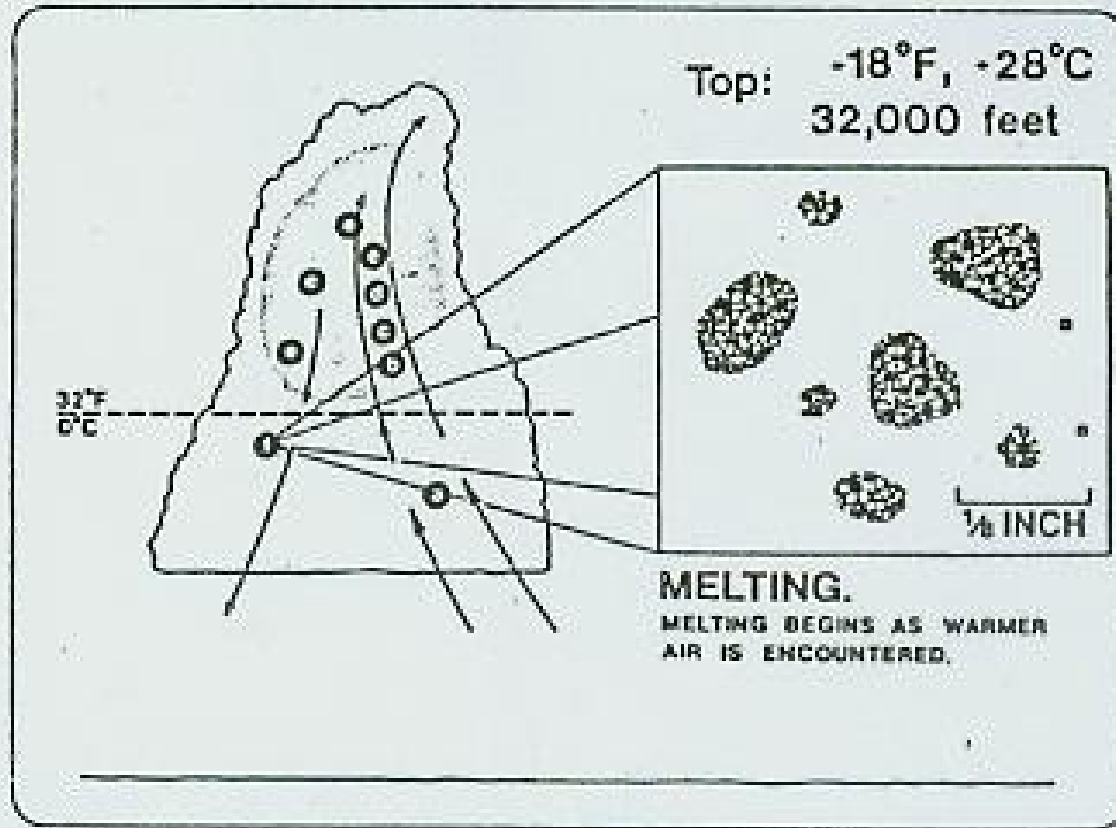 Top: -18°F, -28°C
32,000 feet
32°F
0°C
⅛ INCH
MELTING.
MELTING BEGINS AS WARMER
AIR IS ENCOUNTERED.